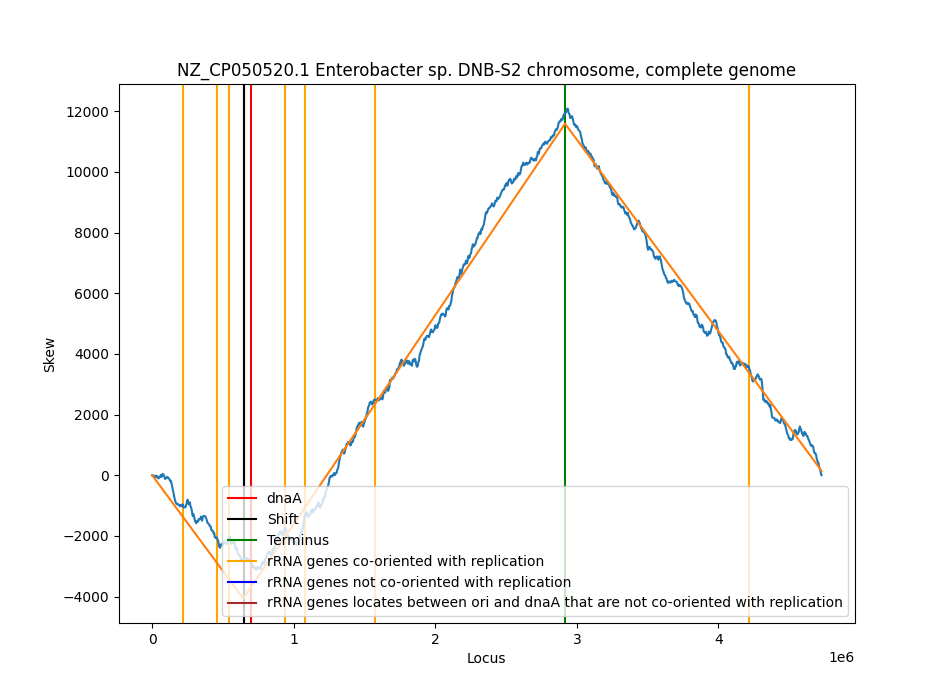 NZ_CP050520.1 Enterobacter sp. DNB-S2 chromosome, complete genome
12000
10000
8000
6000
4000
2000
0
−2000
−4000
Skew
dnaA
Shift
Terminus
rRNA genes co-oriented with replication
rRNA genes not co-oriented with replication
rRNA genes locates between ori and dnaA that are not co-oriented with replication
0 1 2 3 4
1e6
Locus